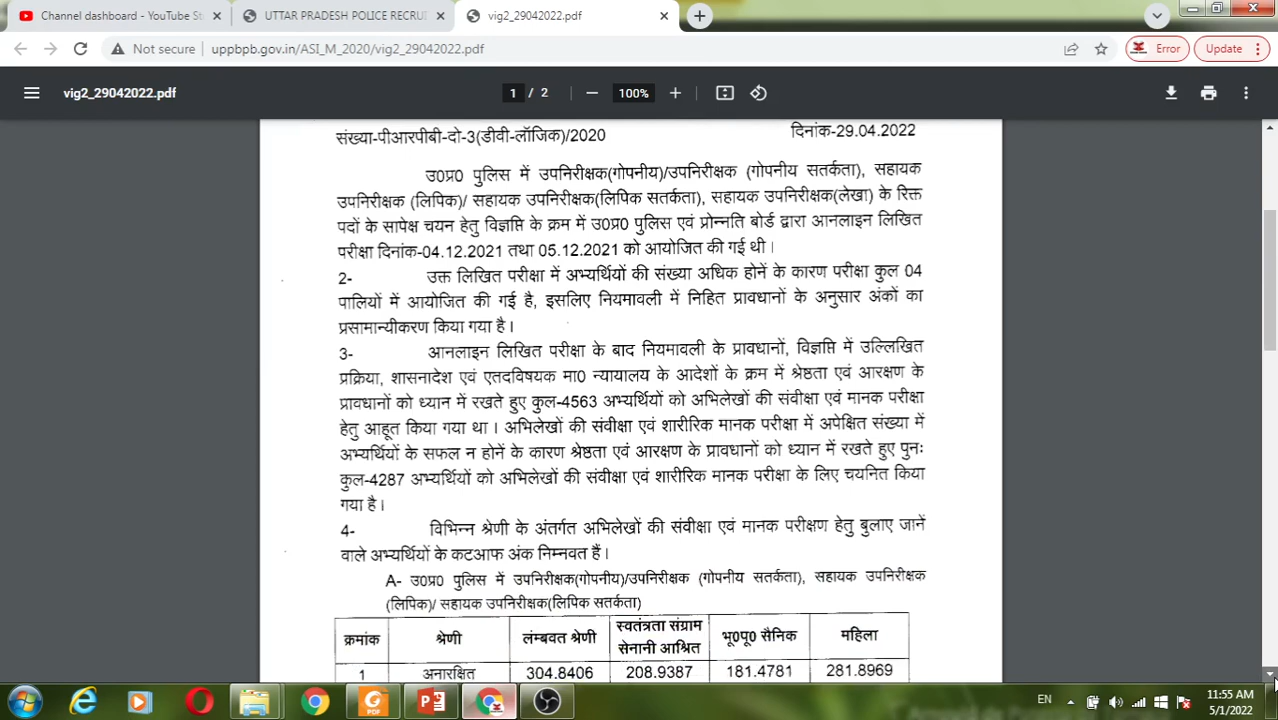 Channel dashboard - YouTube St
UTTAR PRADESH POLICE RECRUI
vig2_29042022.pdf
Not secure
uppbpb.gov.in/ASI_M_2020/vig2_29042022.pdf
Error
Update
vig2_29042022.pdf
1 / 2
100%
संख्या-पीआरपीबी-दो-3(डीवी-लॉजिक)/2020
दिनांक-29.04.2022
उ0प्र0 पुलिस में उपनिरीक्षक(गोपनीय)/उपनिरीक्षक (गोपनीय सतर्कता), सहायक
उपनिरीक्षक (लिपिक)/ सहायक उपनिरीक्षक(लिपिक सतर्कता), सहायक उपनिरीक्षक(लेखा) के रिक्त
पदों के सापेक्ष चयन हेतु विज्ञप्ति के क्रम में उ0प्र0 पुलिस एवं प्रोन्नति बोर्ड द्वारा आनलाइन लिखित
परीक्षा दिनांक-04.12.2021 तथा 05.12.2021 को आयोजित की गई थी।
2- उक्त लिखित परीक्षा में अभ्यर्थियों की संख्या अधिक होनें के कारण परीक्षा कुल 04
पालियों में आयोजित की गई है, इसलिए नियमावली में निहित प्रावधानों के अनुसार अंकों का
प्रसामान्यीकरण किया गया है।
3- आनलाइन लिखित परीक्षा के बाद नियमावली के प्रावधानों, विज्ञप्ति में उल्लिखित
प्रक्रिया, शासनादेश एवं एतदविषयक मा0 न्यायालय के आदेशों के क्रम में श्रेष्ठता एवं आरक्षण के
प्रावधानों को ध्यान में रखते हुए कुल-4563 अभ्यर्थियों को अभिलेखों की संवीक्षा एवं मानक परीक्षा
हेतु आहूत किया गया था। अभिलेखों की संवीक्षा एवं शारीरिक मानक परीक्षा में अपेक्षित संख्या में
अभ्यर्थियों के सफल न होनें के कारण श्रेष्ठता एवं आरक्षण के प्रावधानों को ध्यान में रखते हुए पुनः
कुल-4287 अभ्यर्थियों को अभिलेखों की संवीक्षा एवं शारीरिक मानक परीक्षा के लिए चयनित किया
गया है।
4- विभिन्न श्रेणी के अंतर्गत अभिलेखों की संवीक्षा एवं मानक परीक्षण हेतु बुलाए जानें
वाले अभ्यर्थियों के कटआफ अंक निम्नवत हैं।
A- उ0प्र0 पुलिस में उपनिरीक्षक(गोपनीय)/उपनिरीक्षक (गोपनीय सतर्कता), सहायक उपनिरीक्षक
(लिपिक)/ सहायक उपनिरीक्षक(लिपिक सतर्कता)
क्रमांक श्रेणी लंम्बवत श्रेणी स्वतंत्रता संग्राम सेनानी आश्रित भू0पू0 सैनिक महिला
1 अनारक्षित 304.8406 208.9387 181.4781 281.8969
EN
11:55 AM
5/1/2022